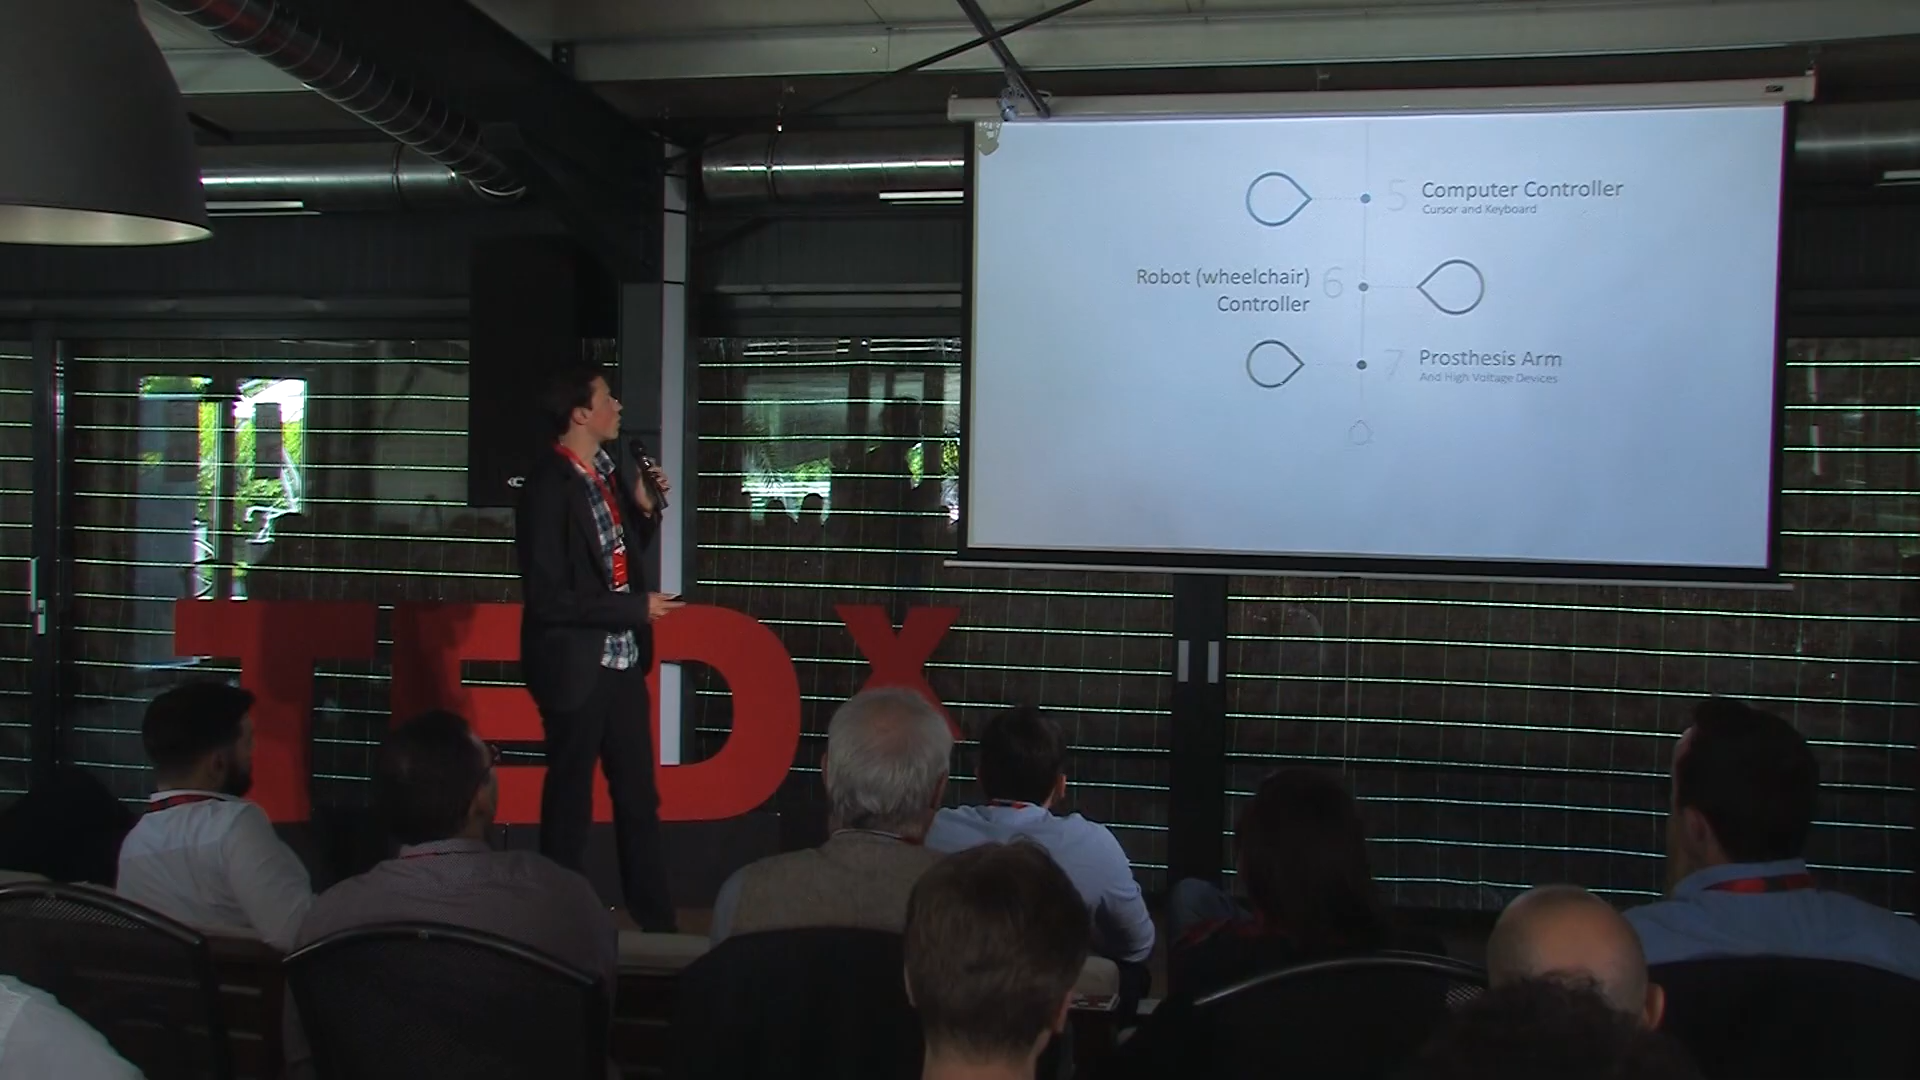 5 Computer Controller
Cursor and Keyboard
Robot (wheelchair) 6
Controller
7 Prosthesis Arm
And High Voltage Devices
TEDx